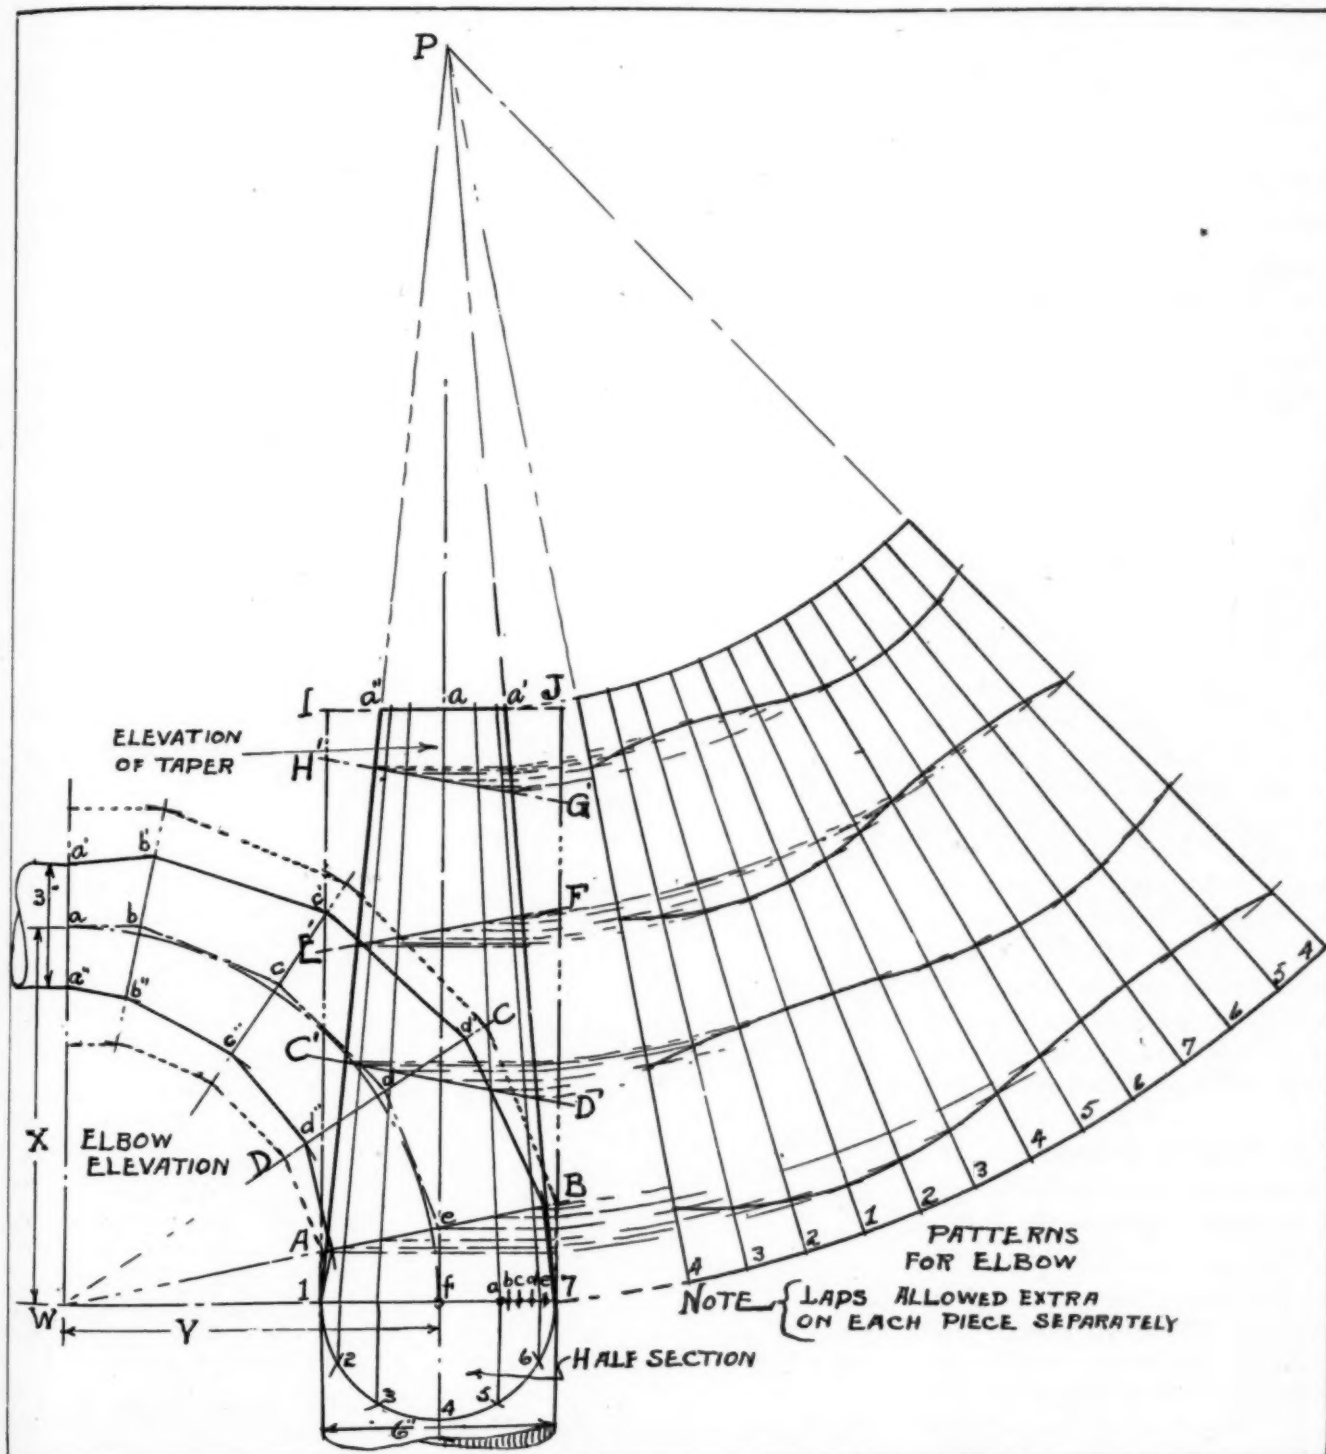 P
I a" a a' J
ELEVATION
OF TAPER
H'
G'
a' b'
3"
a b
c'
F'
E'
a" b"
c
c"
d'
C
C'
d
D'
X
ELBOW
ELEVATION
d"
D
B
A
e
W
1 f a b c d e 7
Y
2
3
4
5
6
HALF SECTION
6"
4 3 2 1 2 3 4 5 6 7 6 5 4
PATTERNS
FOR ELBOW
NOTE { LAPS ALLOWED EXTRA
ON EACH PIECE SEPARATELY